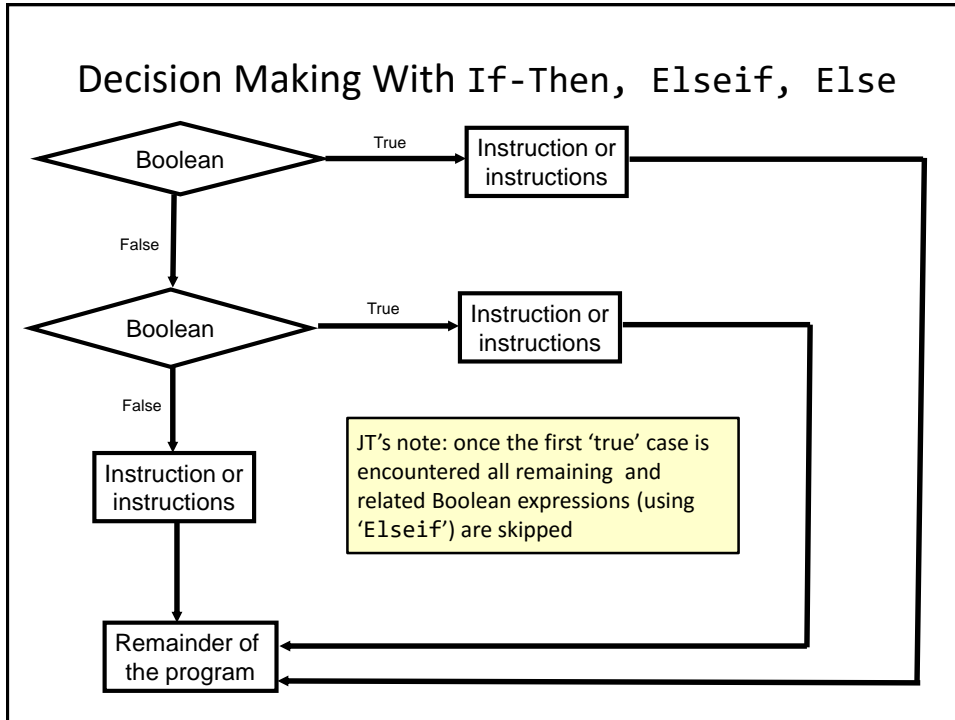 Decision Making With If-Then, Elseif, Else
Boolean
True
Instruction or
instructions
False
Boolean
True
Instruction or
instructions
False
JT's note: once the first ‘true’ case is
encountered all remaining and
related Boolean expressions (using
‘Elseif’) are skipped
Instruction or
instructions
Remainder of
the program